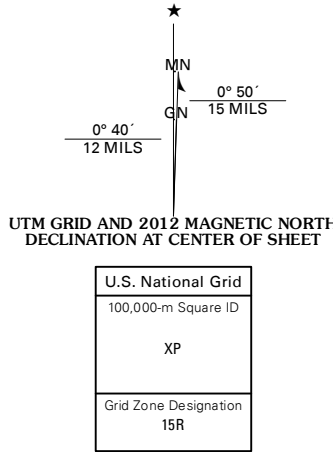 ★
MN
GN
0° 50´
15 MILS
0° 40´
12 MILS
UTM GRID AND 2012 MAGNETIC NORTH
DECLINATION AT CENTER OF SHEET
U.S. National Grid
100,000-m Square ID
XP
Grid Zone Designation
15R